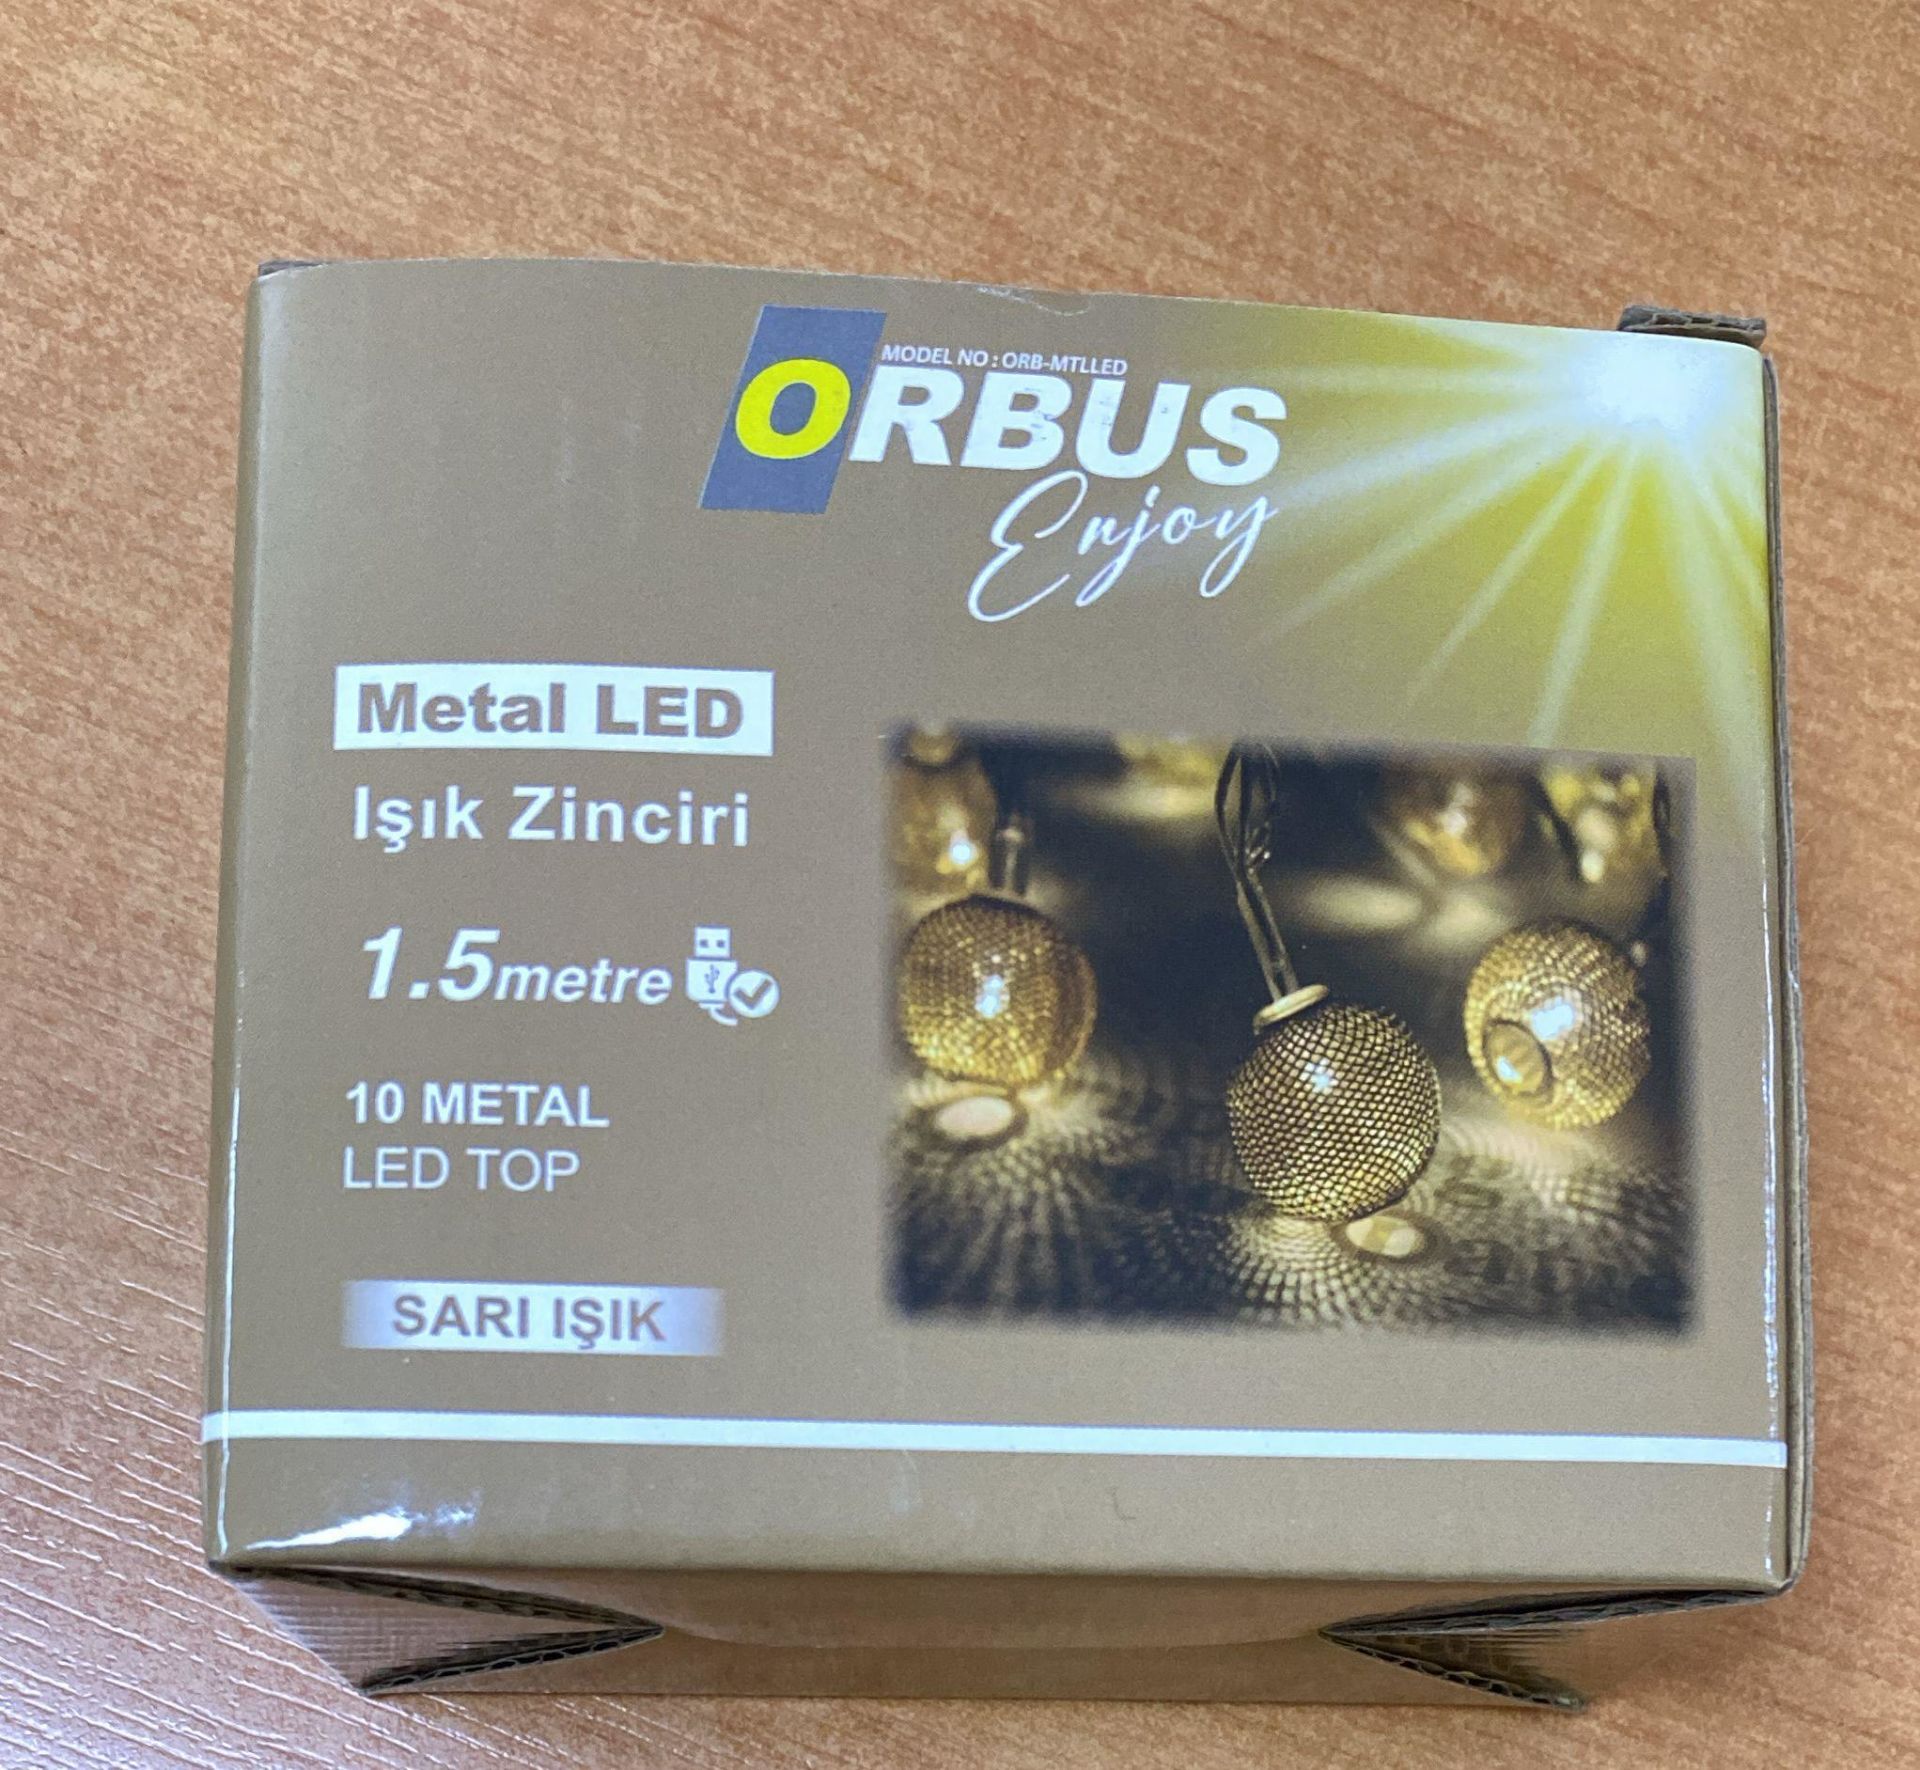 MODEL NO : ORB-MTLLED
ORBUS
Enjoy
Metal LED
Işık Zinciri
1.5metre
10 METAL
LED TOP
SARI IŞIK